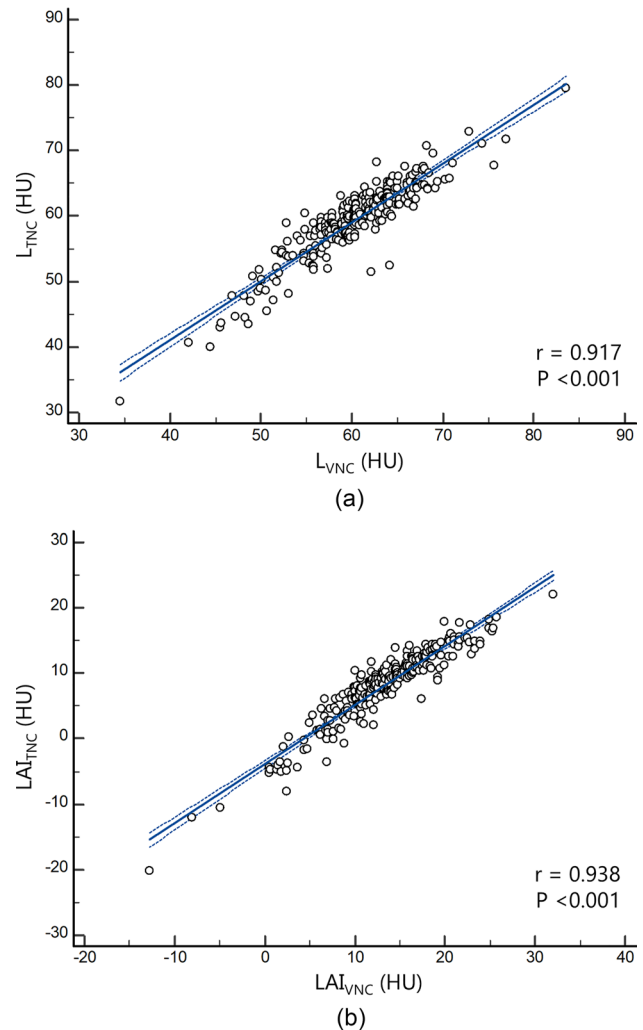 90
80
70
60
50
40
30
L_TNC (HU)
r = 0.917
P <0.001
30 40 50 60 70 80 90
L_VNC (HU)
(a)
30
20
10
0
-10
-20
-30
LAI_TNC (HU)
r = 0.938
P <0.001
-20 -10 0 10 20 30 40
LAI_VNC (HU)
(b)